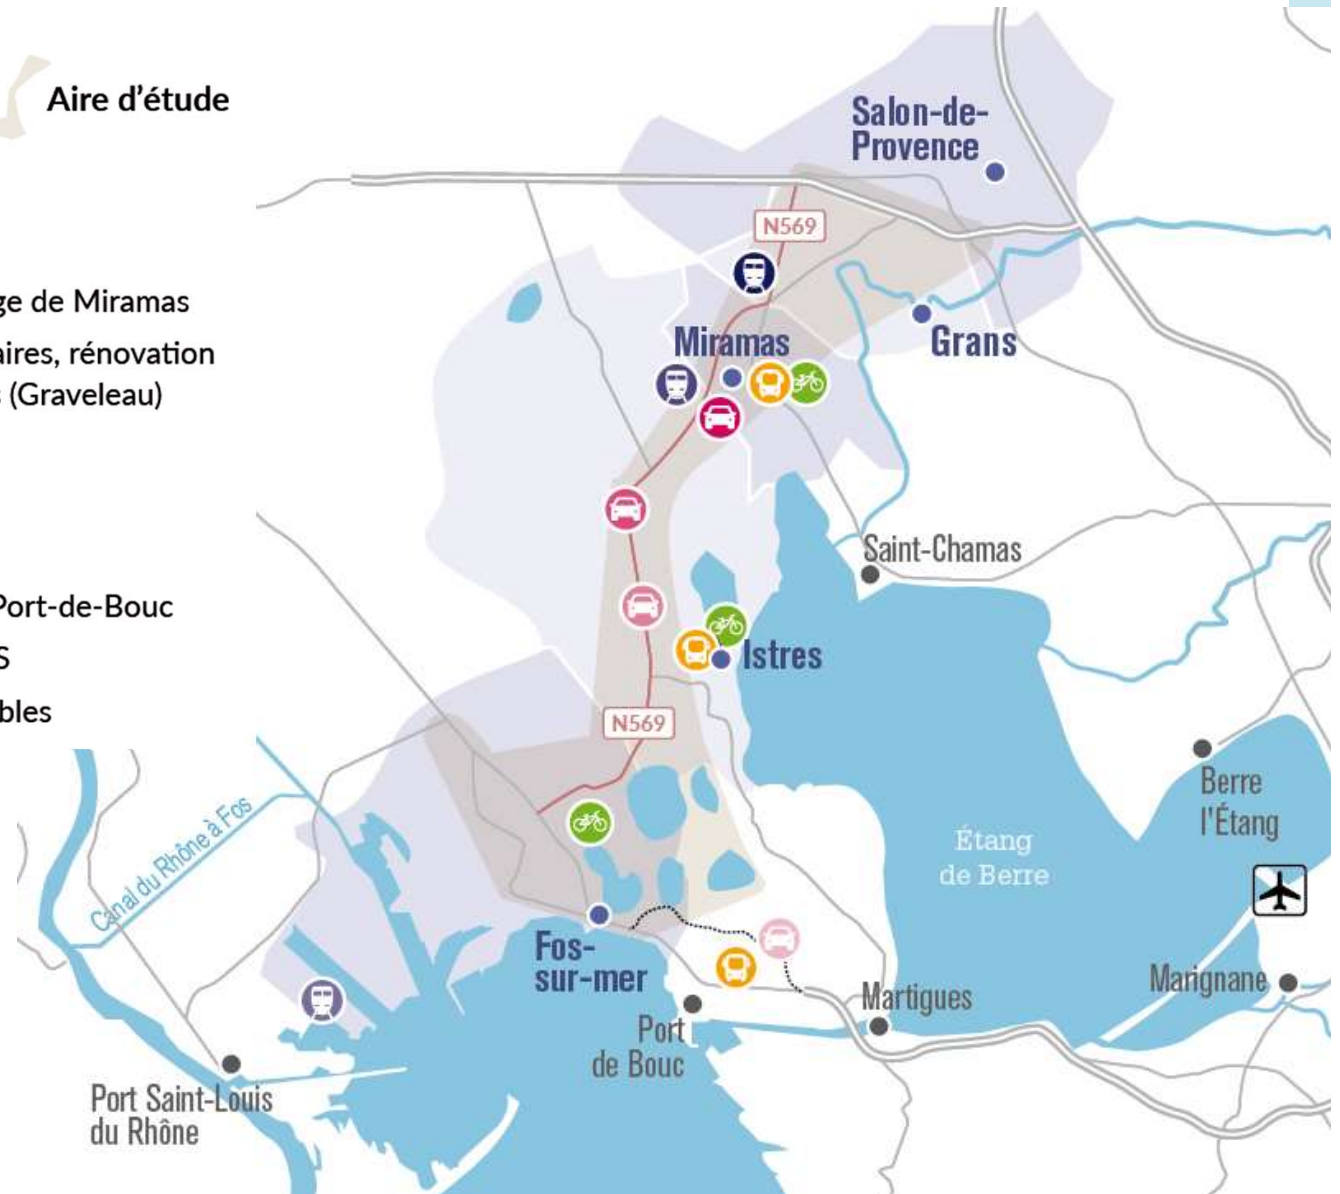 Aire d'étude
ge de Miramas
aires, rénovation
s (Graveleau)
Port-de-Bouc
S
bles
Salon-de-
Provence
N569
Miramas
Grans
Saint-Chamas
Istres
N569
Berre
l'Étang
Étang
de Berre
Canal du Rhône à Fos
Fos-
sur-mer
Port
de Bouc
Martigues
Marignane
Port Saint-Louis
du Rhône